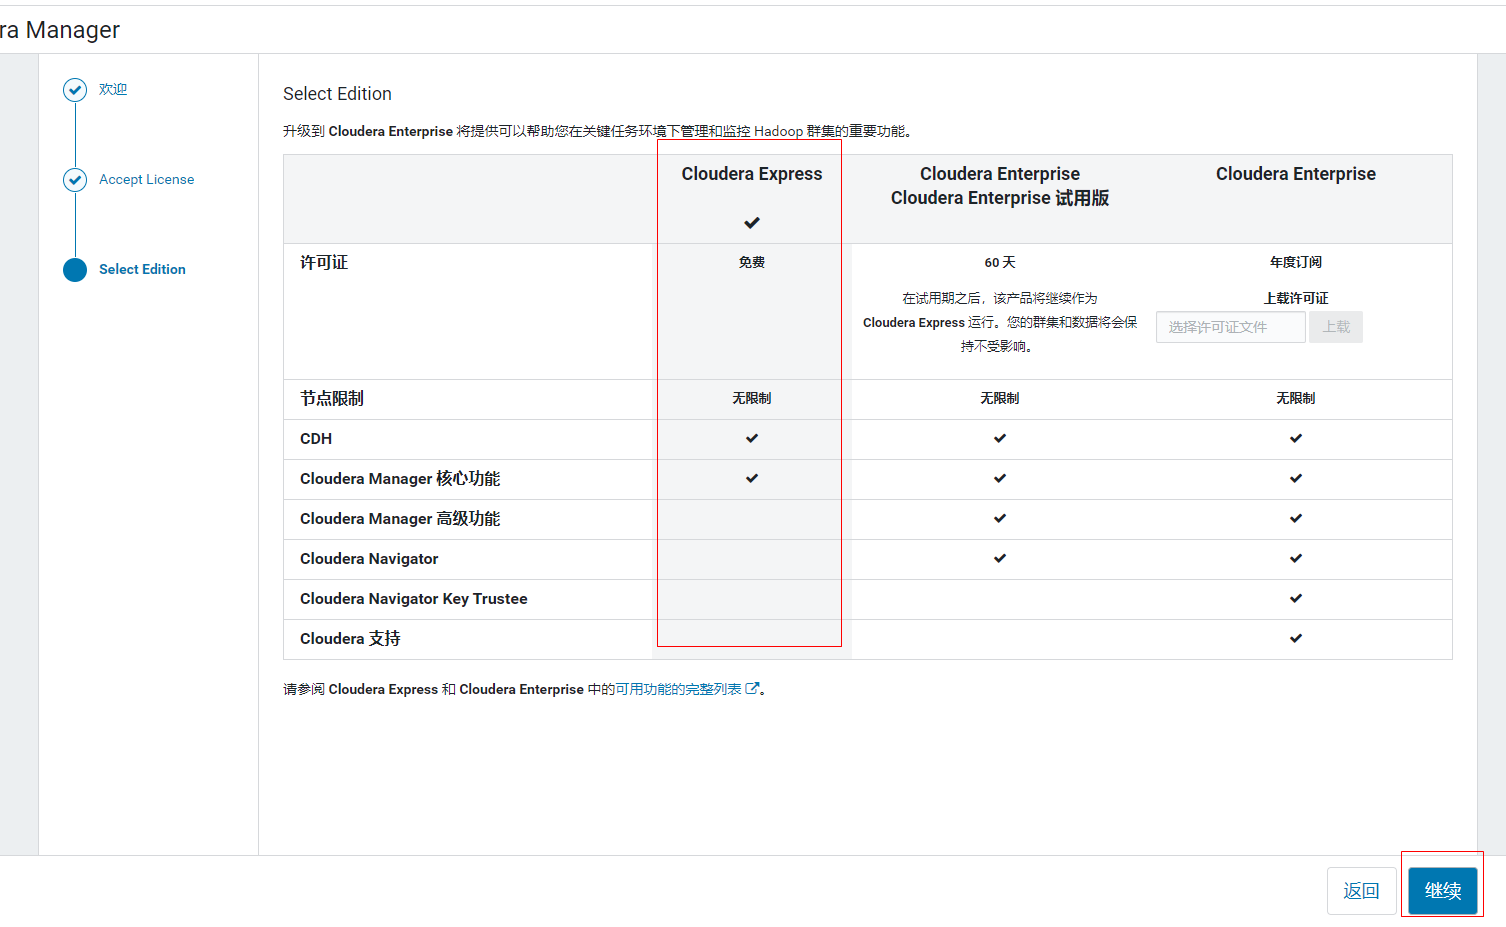 ra Manager
欢迎
Accept License
Select Edition
Select Edition
升级到 Cloudera Enterprise 将提供可以帮助您在关键任务环境下管理和监控 Hadoop 群集的重要功能。
Cloudera Express
Cloudera Enterprise
Cloudera Enterprise 试用版
Cloudera Enterprise
许可证
免费
60 天
在试用期之后，该产品将继续作为
Cloudera Express 运行。您的群集和数据将会保
持不受影响。
年度订阅
上载许可证
选择许可证文件 上载
节点限制 无限制 无限制 无限制
CDH
Cloudera Manager 核心功能
Cloudera Manager 高级功能
Cloudera Navigator
Cloudera Navigator Key Trustee
Cloudera 支持
请参阅 Cloudera Express 和 Cloudera Enterprise 中的可用功能的完整列表。
返回 继续